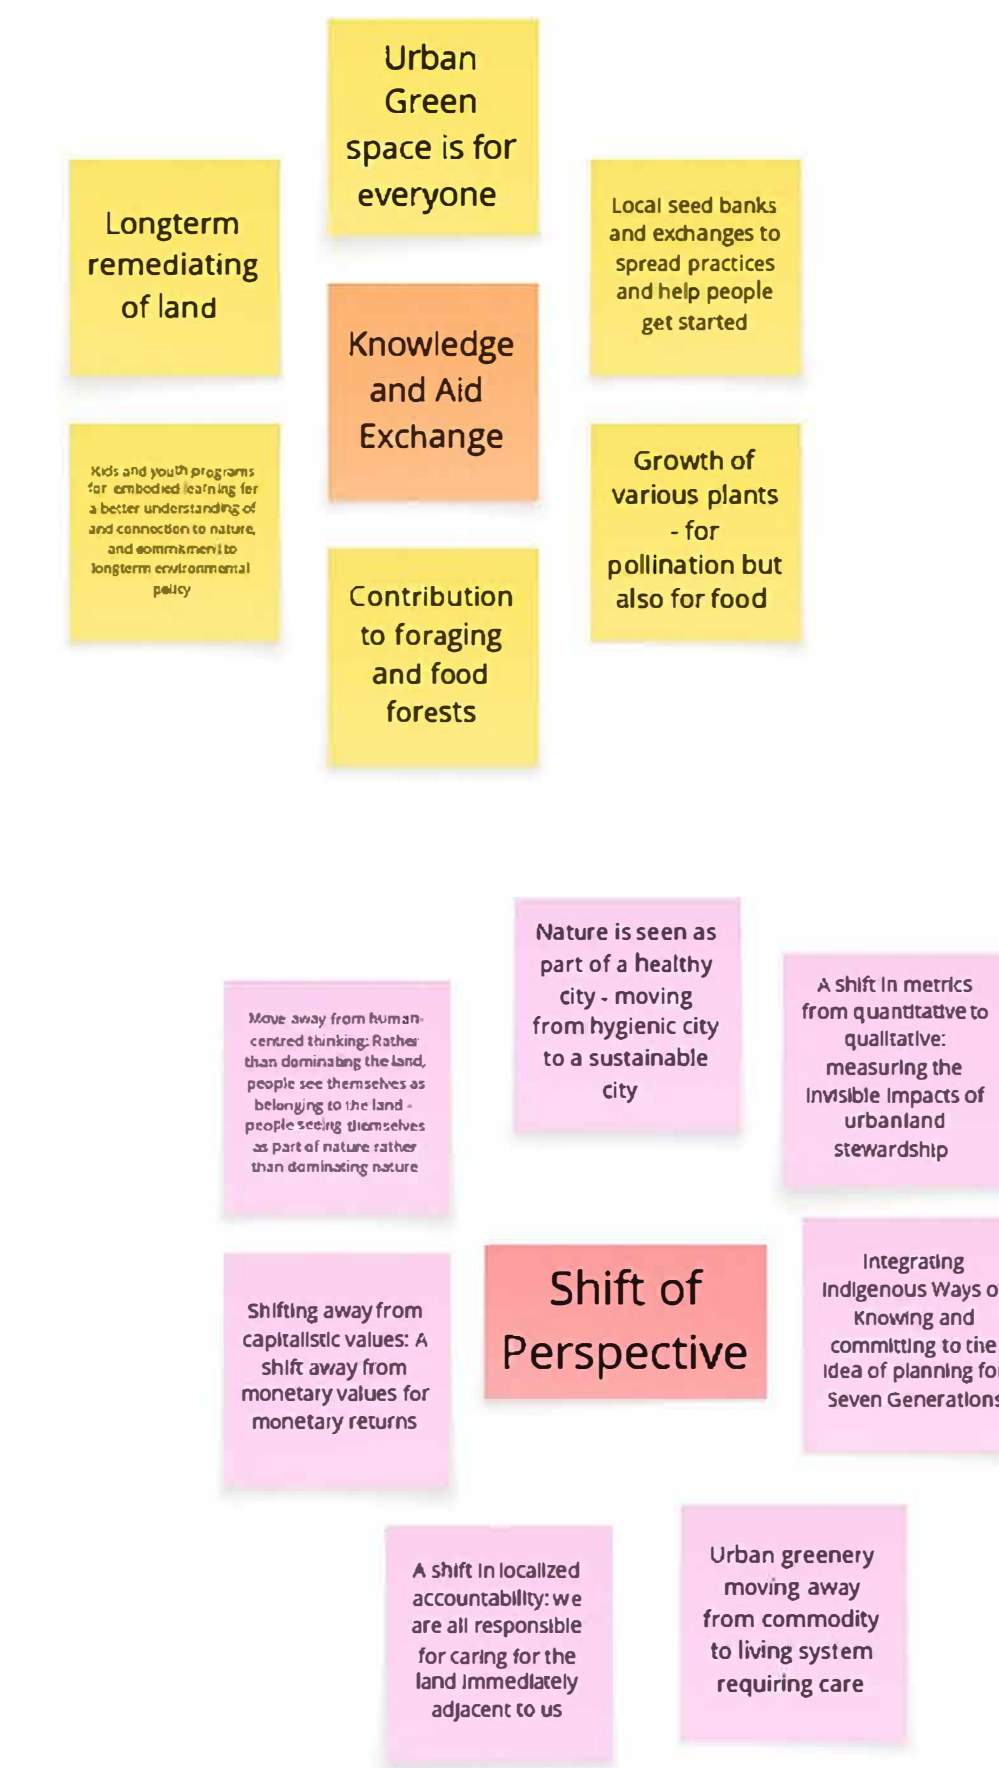 Urban
Green
space is for
everyone
Longterm
remediating
of land
Local seed banks
and exchanges to
spread practices
and help people
get started
Knowledge
and Aid
Exchange
Kids and youth programs
for embodied learning for
a better understanding of
and connection to nature,
and commitment to
longterm environmental
policy
Growth of
various plants
- for
pollination but
also for food
Contribution
to foraging
and food
forests
Nature is seen as
part of a healthy
city - moving
from hygienic city
to a sustainable
city
A shift in metrics
from quantitative to
qualitative:
measuring the
invisible impacts of
urbanland
stewardship
Move away from human-
centred thinking: Rather
than dominating the land,
people see themselves as
belonging to the land -
people seeing themselves
as part of nature rather
than dominating nature
Shift of
Perspective
Integrating
Indigenous Ways o
Knowing and
committing to the
idea of planning for
Seven Generations
Shifting away from
capitalistic values: A
shift away from
monetary values for
monetary returns
A shift in localized
accountability: we
are all responsible
for caring for the
land immediately
adjacent to us
Urban greenery
moving away
from commodity
to living system
requiring care